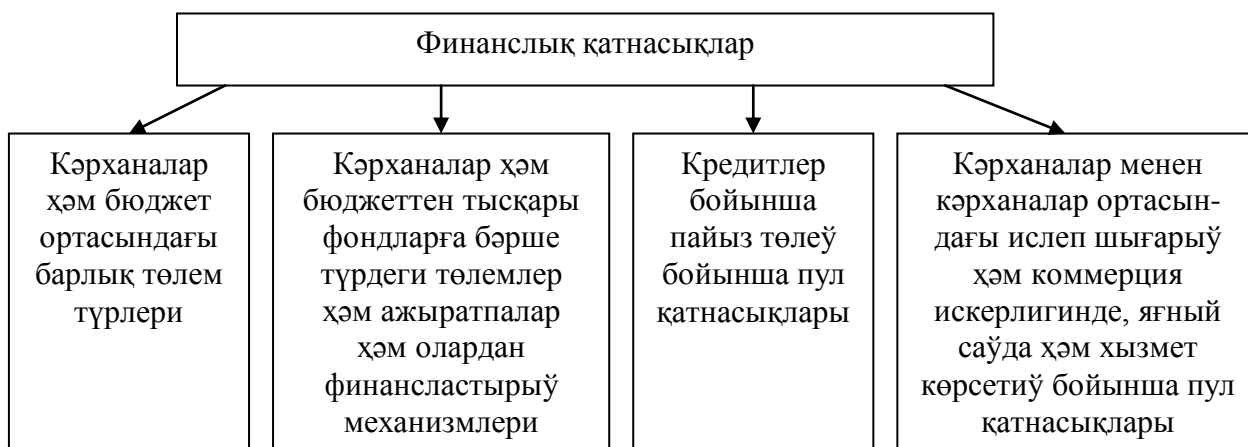 Финанслық қатнасықлар
Кәрханалар
ҳәм бюджет
ортасындағы
барлық төлем
түрлери
Кәрханалар ҳәм
бюджеттен тысқары
фондларға бәрше
түрдеги төлемлер
ҳәм ажыратпалар
ҳәм олардан
финансластырыў
механизмлери
Кредитлер
бойынша
пайыз төлеў
бойынша пул
қатнасықлары
Кәрханалар менен
кәрханалар ортасын-
дағы ислеп шығарыў
ҳәм коммерция
искерлигинде, яғный
саўда ҳәм хызмет
көрсетиў бойынша пул
қатнасықлары